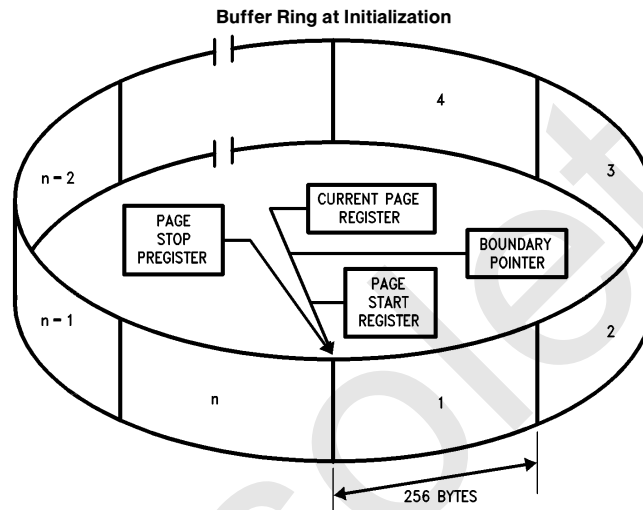 Buffer Ring at Initialization
4
3
n – 2
CURRENT PAGE
REGISTER
PAGE
STOP
PREGISTER
BOUNDARY
POINTER
PAGE
START
REGISTER
n – 1
2
n
1
256 BYTES